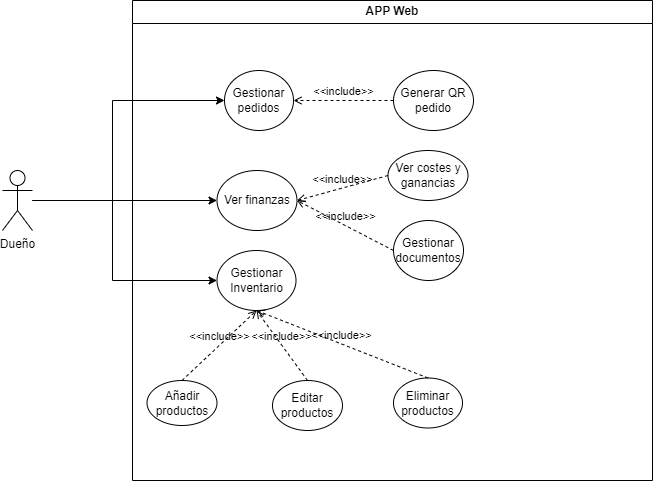 APP Web
Gestionar
pedidos
<<include>>
Generar QR
pedido
Ver finanzas
<<include>>
Ver costes y
ganancias
<<include>>
Gestionar
documentos
Dueño
Gestionar
Inventario
<<include>>
<<include>>
<<include>>
Añadir
productos
Editar
productos
Eliminar
productos